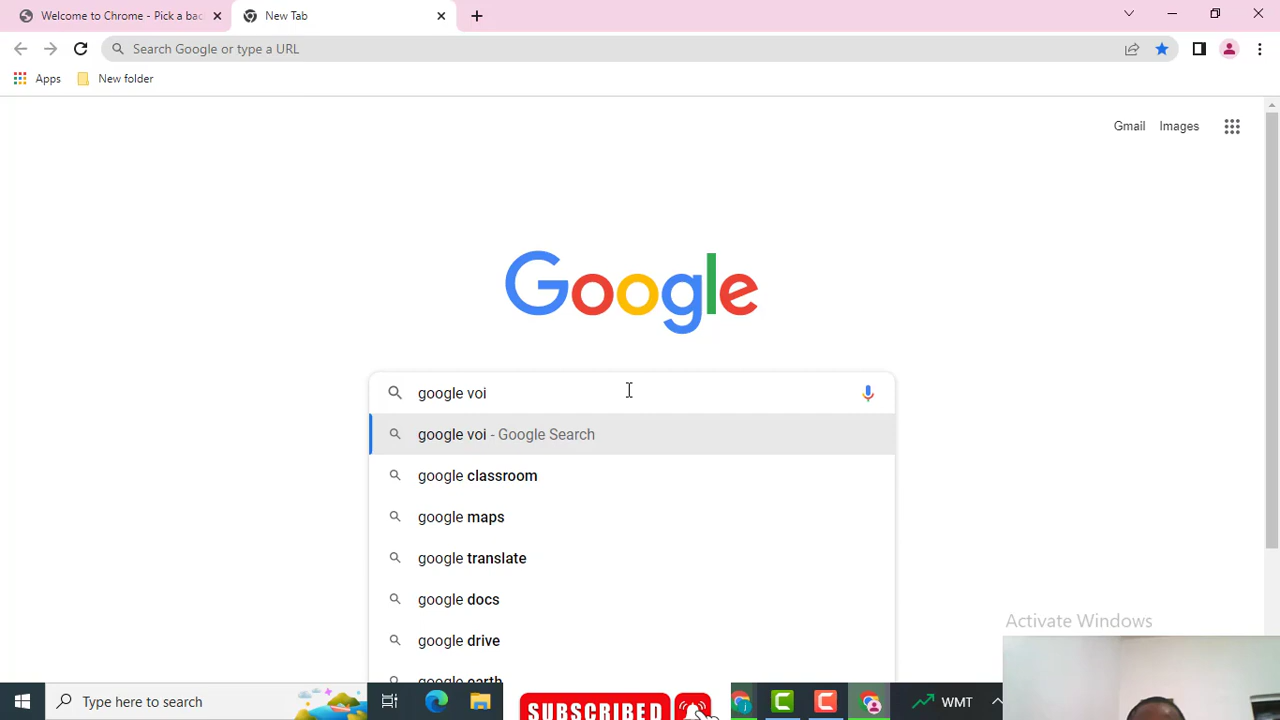 Welcome to Chrome - Pick a bac
New Tab
Search Google or type a URL
Apps
New folder
Gmail
Images
Google
google voi
google voi - Google Search
google classroom
google maps
google translate
google docs
google drive
google earth
Activate Windows
Type here to search
SUBSCRIBED
WMT